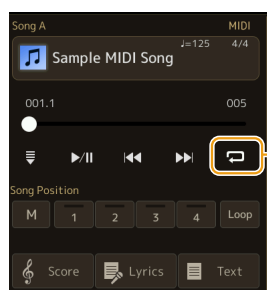 Song A MIDI
♩=125 4/4
Sample MIDI Song
001.1 005
Song Position
M 1 2 3 4 Loop
Score Lyrics Text